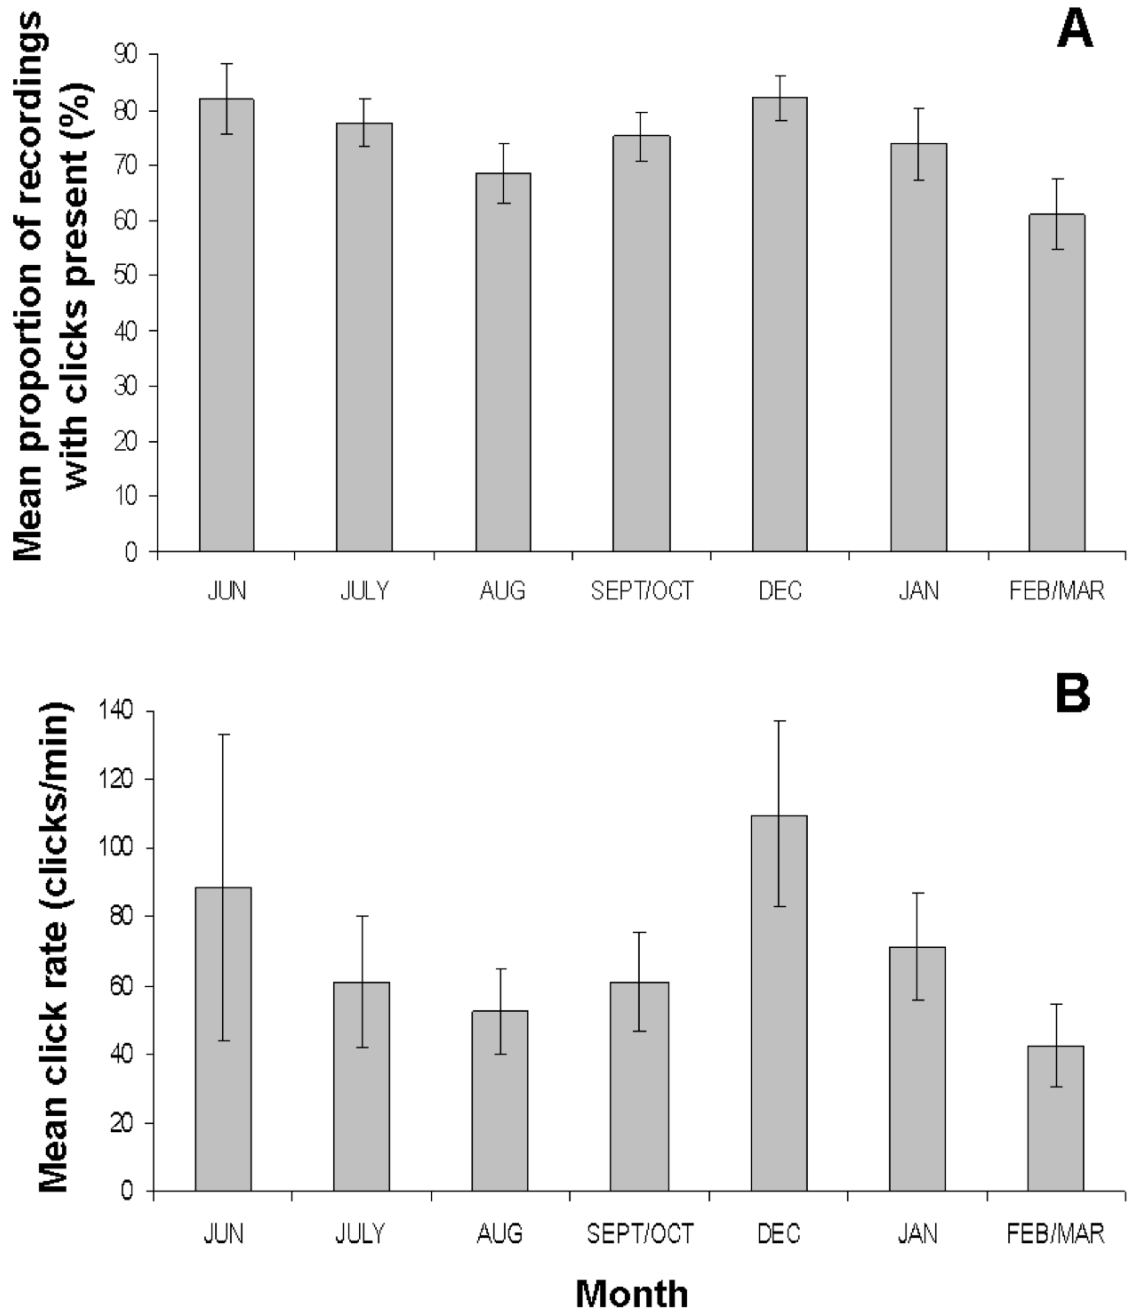 A
Mean proportion of recordings
with clicks present (%)
90
80
70
60
50
40
30
20
10
0
JUN JULY AUG SEPT/OCT DEC JAN FEB/MAR
B
Mean click rate (clicks/min)
140
120
100
80
60
40
20
0
JUN JULY AUG SEPT/OCT DEC JAN FEB/MAR
Month